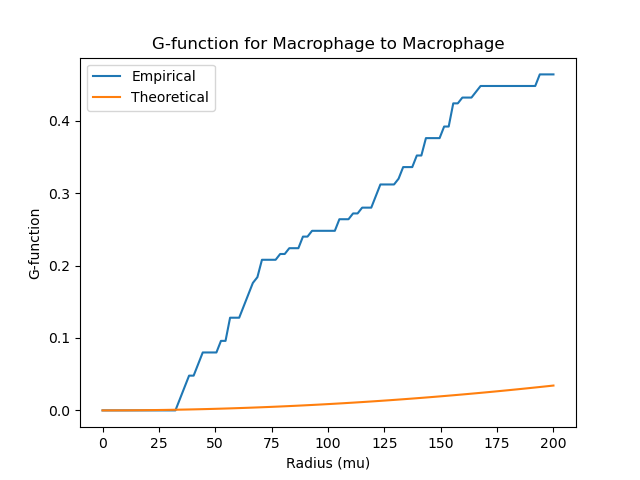 G-function for Macrophage to Macrophage
Empirical
Theoretical
G-function
0.4
0.3
0.2
0.1
0.0
0 25 50 75 100 125 150 175 200
Radius (mu)